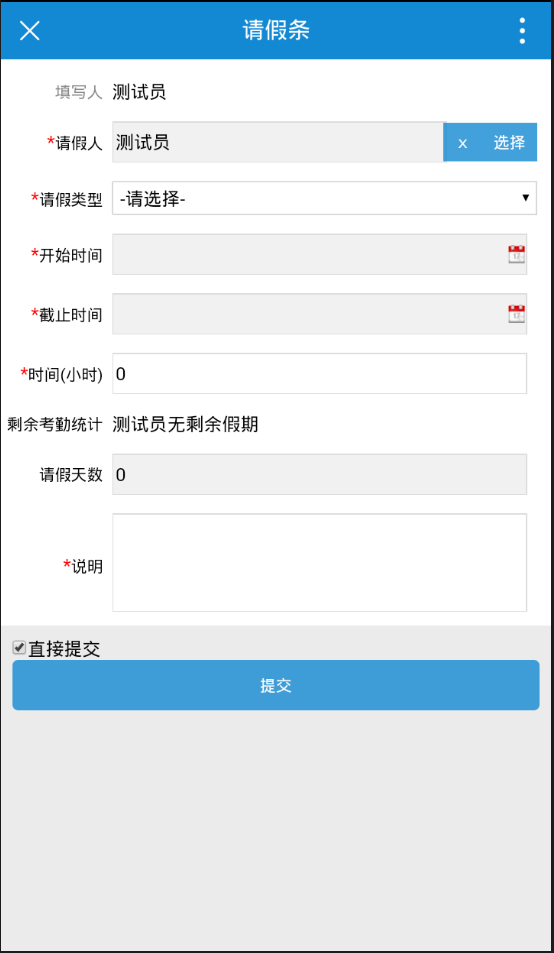 请假条
填写人 测试员
*请假人 测试员 x 选择
*请假类型 -请选择-
*开始时间
*截止时间
*时间(小时) 0
剩余考勤统计 测试员无剩余假期
请假天数 0
*说明
直接提交
提交